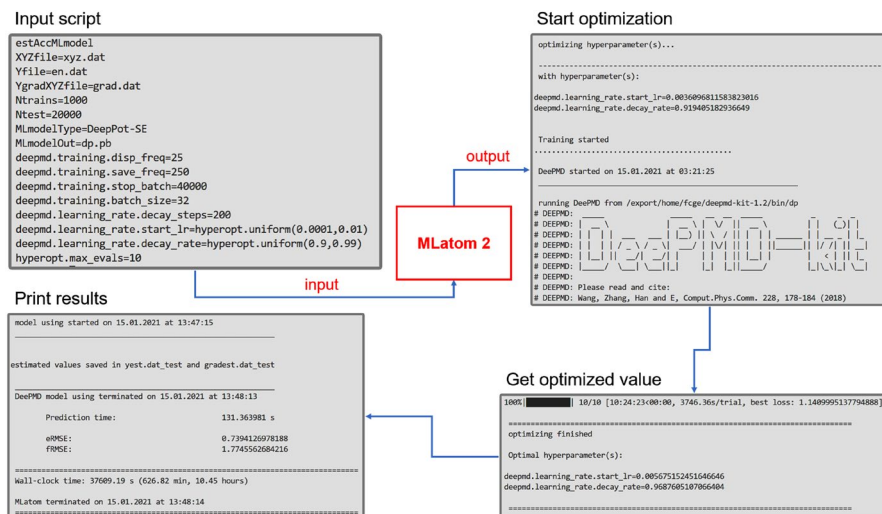 Input script
estAccMLmodel
XYZfile=xyz.dat
Yfile=en.dat
YgradXYZfile=grad.dat
Ntrains=1000
Ntest=20000
MLmodelType=DeepPot-SE
MLmodelOut=dp.pb
deepmd.training.disp_freq=25
deepmd.training.save_freq=250
deepmd.training.stop_batch=40000
deepmd.training.batch_size=32
deepmd.learning_rate.decay_steps=200
deepmd.learning_rate.start_lr=hyperopt.uniform(0.0001,0.01)
deepmd.learning_rate.decay_rate=hyperopt.uniform(0.9,0.99)
hyperopt.max_evals=10
input
MLatom 2
output
Start optimization
optimizing hyperparameter(s)...
with hyperparameter(s):
deepmd.learning_rate.start_lr=0.0036096811583823016
deepmd.learning_rate.decay_rate=0.919405182936649
Training started
DeePMD started on 15.01.2021 at 03:21:25
running DeePMD from /export/home/fcge/deepmd-kit-1.2/bin/dp
# DEEPMD:
# DEEPMD:
# DEEPMD:
# DEEPMD:
# DEEPMD:
# DEEPMD:
# DEEPMD:
# DEEPMD: Please read and cite:
# DEEPMD: Wang, Zhang, Han and E, Comput.Phys.Comm. 228, 178-184 (2018)
Get optimized value
100%| | 10/10 [10:24:23<00:00, 3746.36s/trial, best loss: 1.1409995137794888]
optimizing finished
Optimal hyperparameter(s):
deepmd.learning_rate.start_lr=0.005675152451646646
deepmd.learning_rate.decay_rate=0.9687605107066404
Print results
model using started on 15.01.2021 at 13:47:15
estimated values saved in yest.dat_test and gradest.dat_test
DeePMD model using terminated on 15.01.2021 at 13:48:13
Prediction time: 131.363981 s
eRMSE: 0.7394126978188
fRMSE: 1.7745562684216
Wall-clock time: 37609.19 s (626.82 min, 10.45 hours)
MLatom terminated on 15.01.2021 at 13:48:14